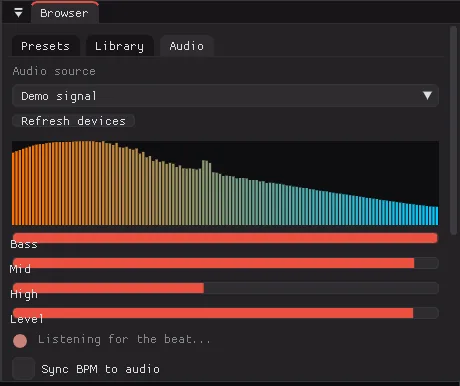 Browser
Presets Library Audio
Audio source
Demo signal
Refresh devices
Bass
Mid
High
Level
Listening for the beat...
Sync BPM to audio